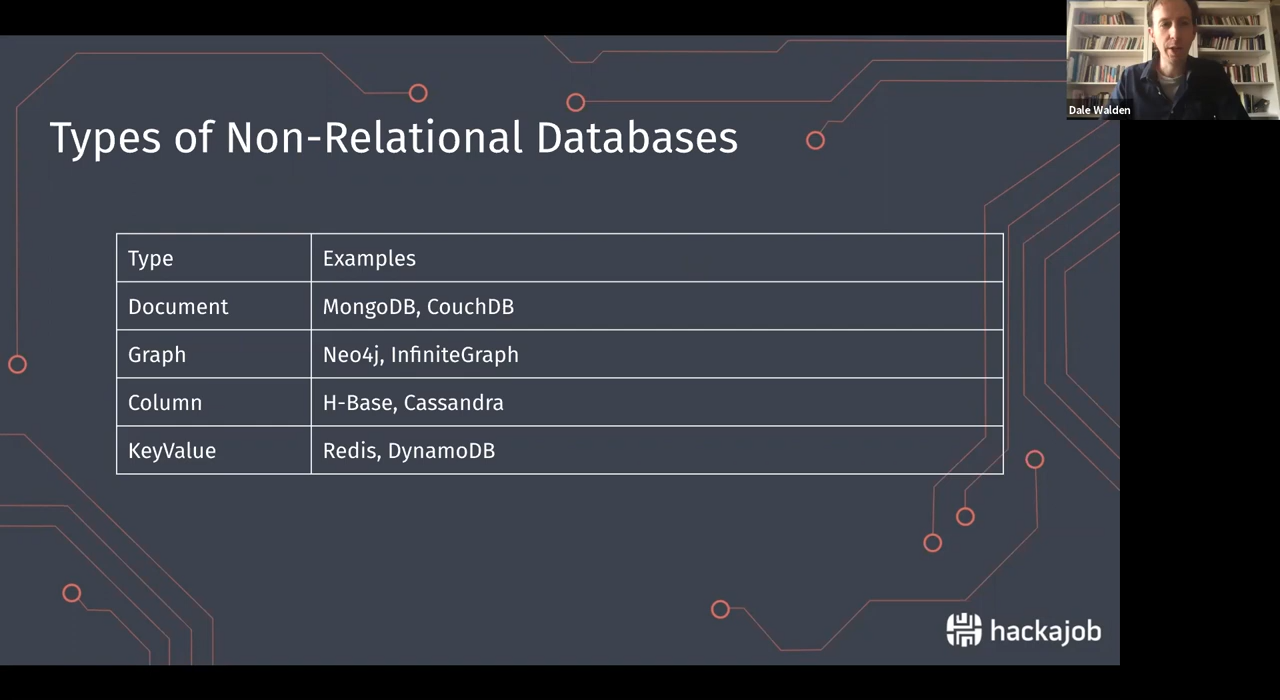 Dale Walden
Types of Non-Relational Databases
Type Examples
Document MongoDB, CouchDB
Graph Neo4j, InfiniteGraph
Column H-Base, Cassandra
KeyValue Redis, DynamoDB
hackajob